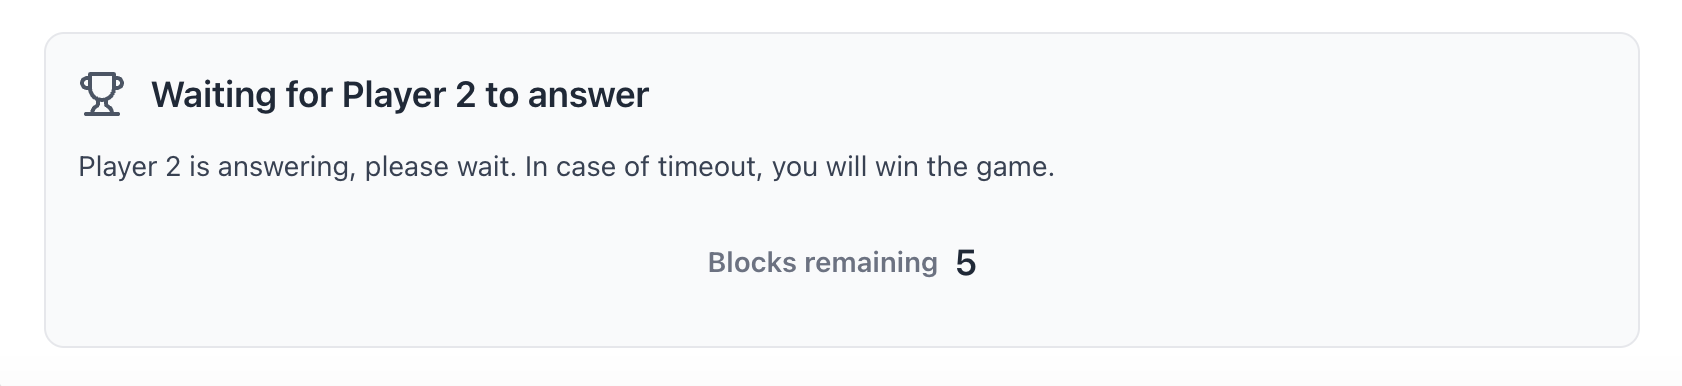 Waiting for Player 2 to answer
Player 2 is answering, please wait. In case of timeout, you will win the game.
Blocks remaining 5